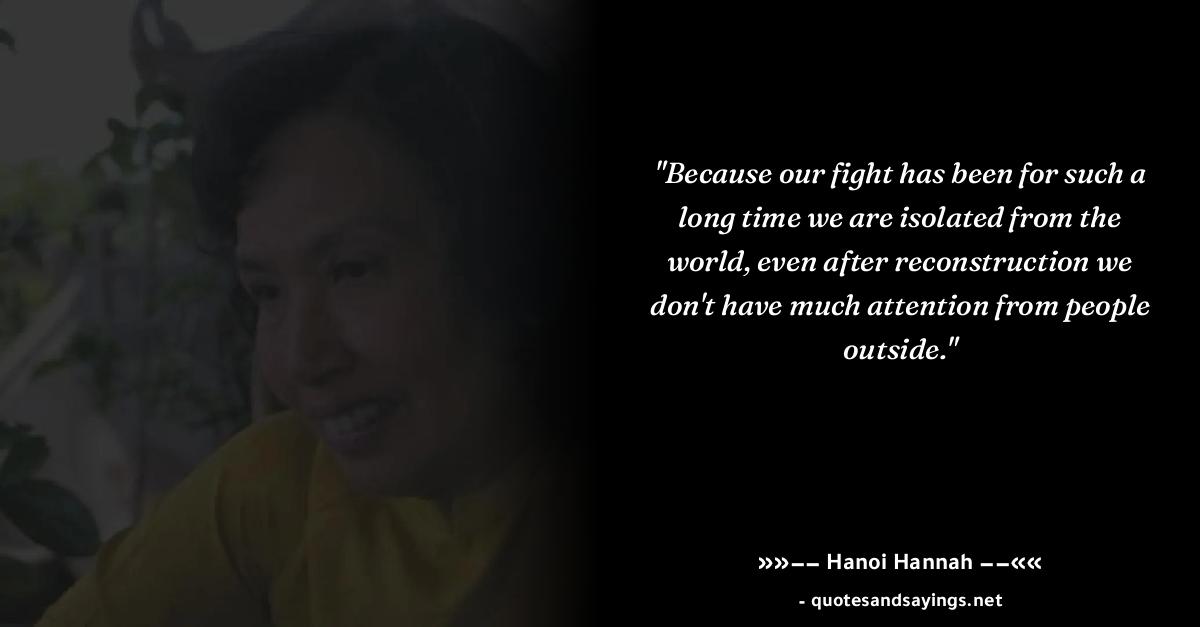 "Because our fight has been for such a
long time we are isolated from the
world, even after reconstruction we
don't have much attention from people
outside."
»»–– Hanoi Hannah ––««
- quotesandsayings.net